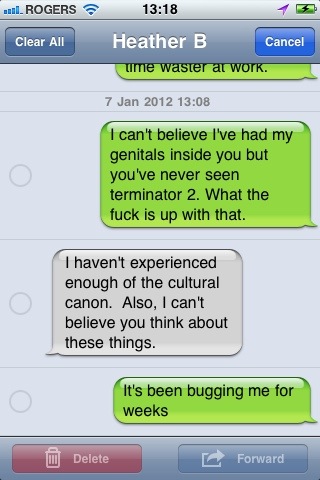 ROGERS 13:18
Clear All Heather B Cancel
time waster at work.
7 Jan 2012 13:08
I can't believe I've had my
genitals inside you but
you've never seen
terminator 2. What the
fuck is up with that.
I haven't experienced
enough of the cultural
canon.  Also, I can't
believe you think about
these things.
It's been bugging me for
weeks
Delete Forward